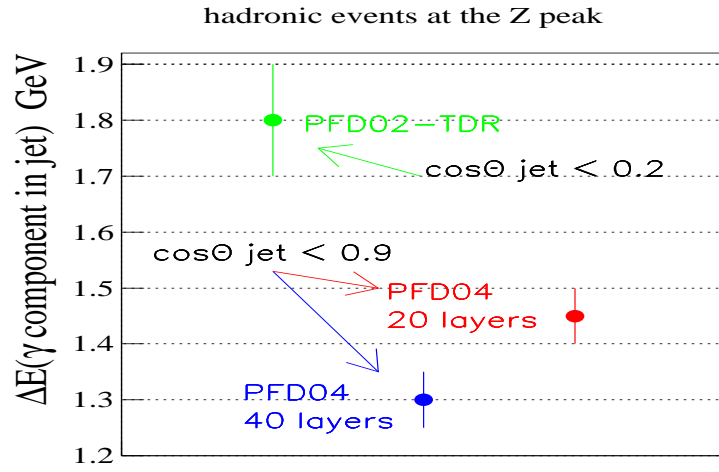 hadronic events at the Z peak
ΔE(γ component in jet) GeV
1.9
1.8
1.7
1.6
1.5
1.4
1.3
1.2
PFD02-TDR
cosΘ jet < 0.2
cosΘ jet < 0.9
PFD04
20 layers
PFD04
40 layers